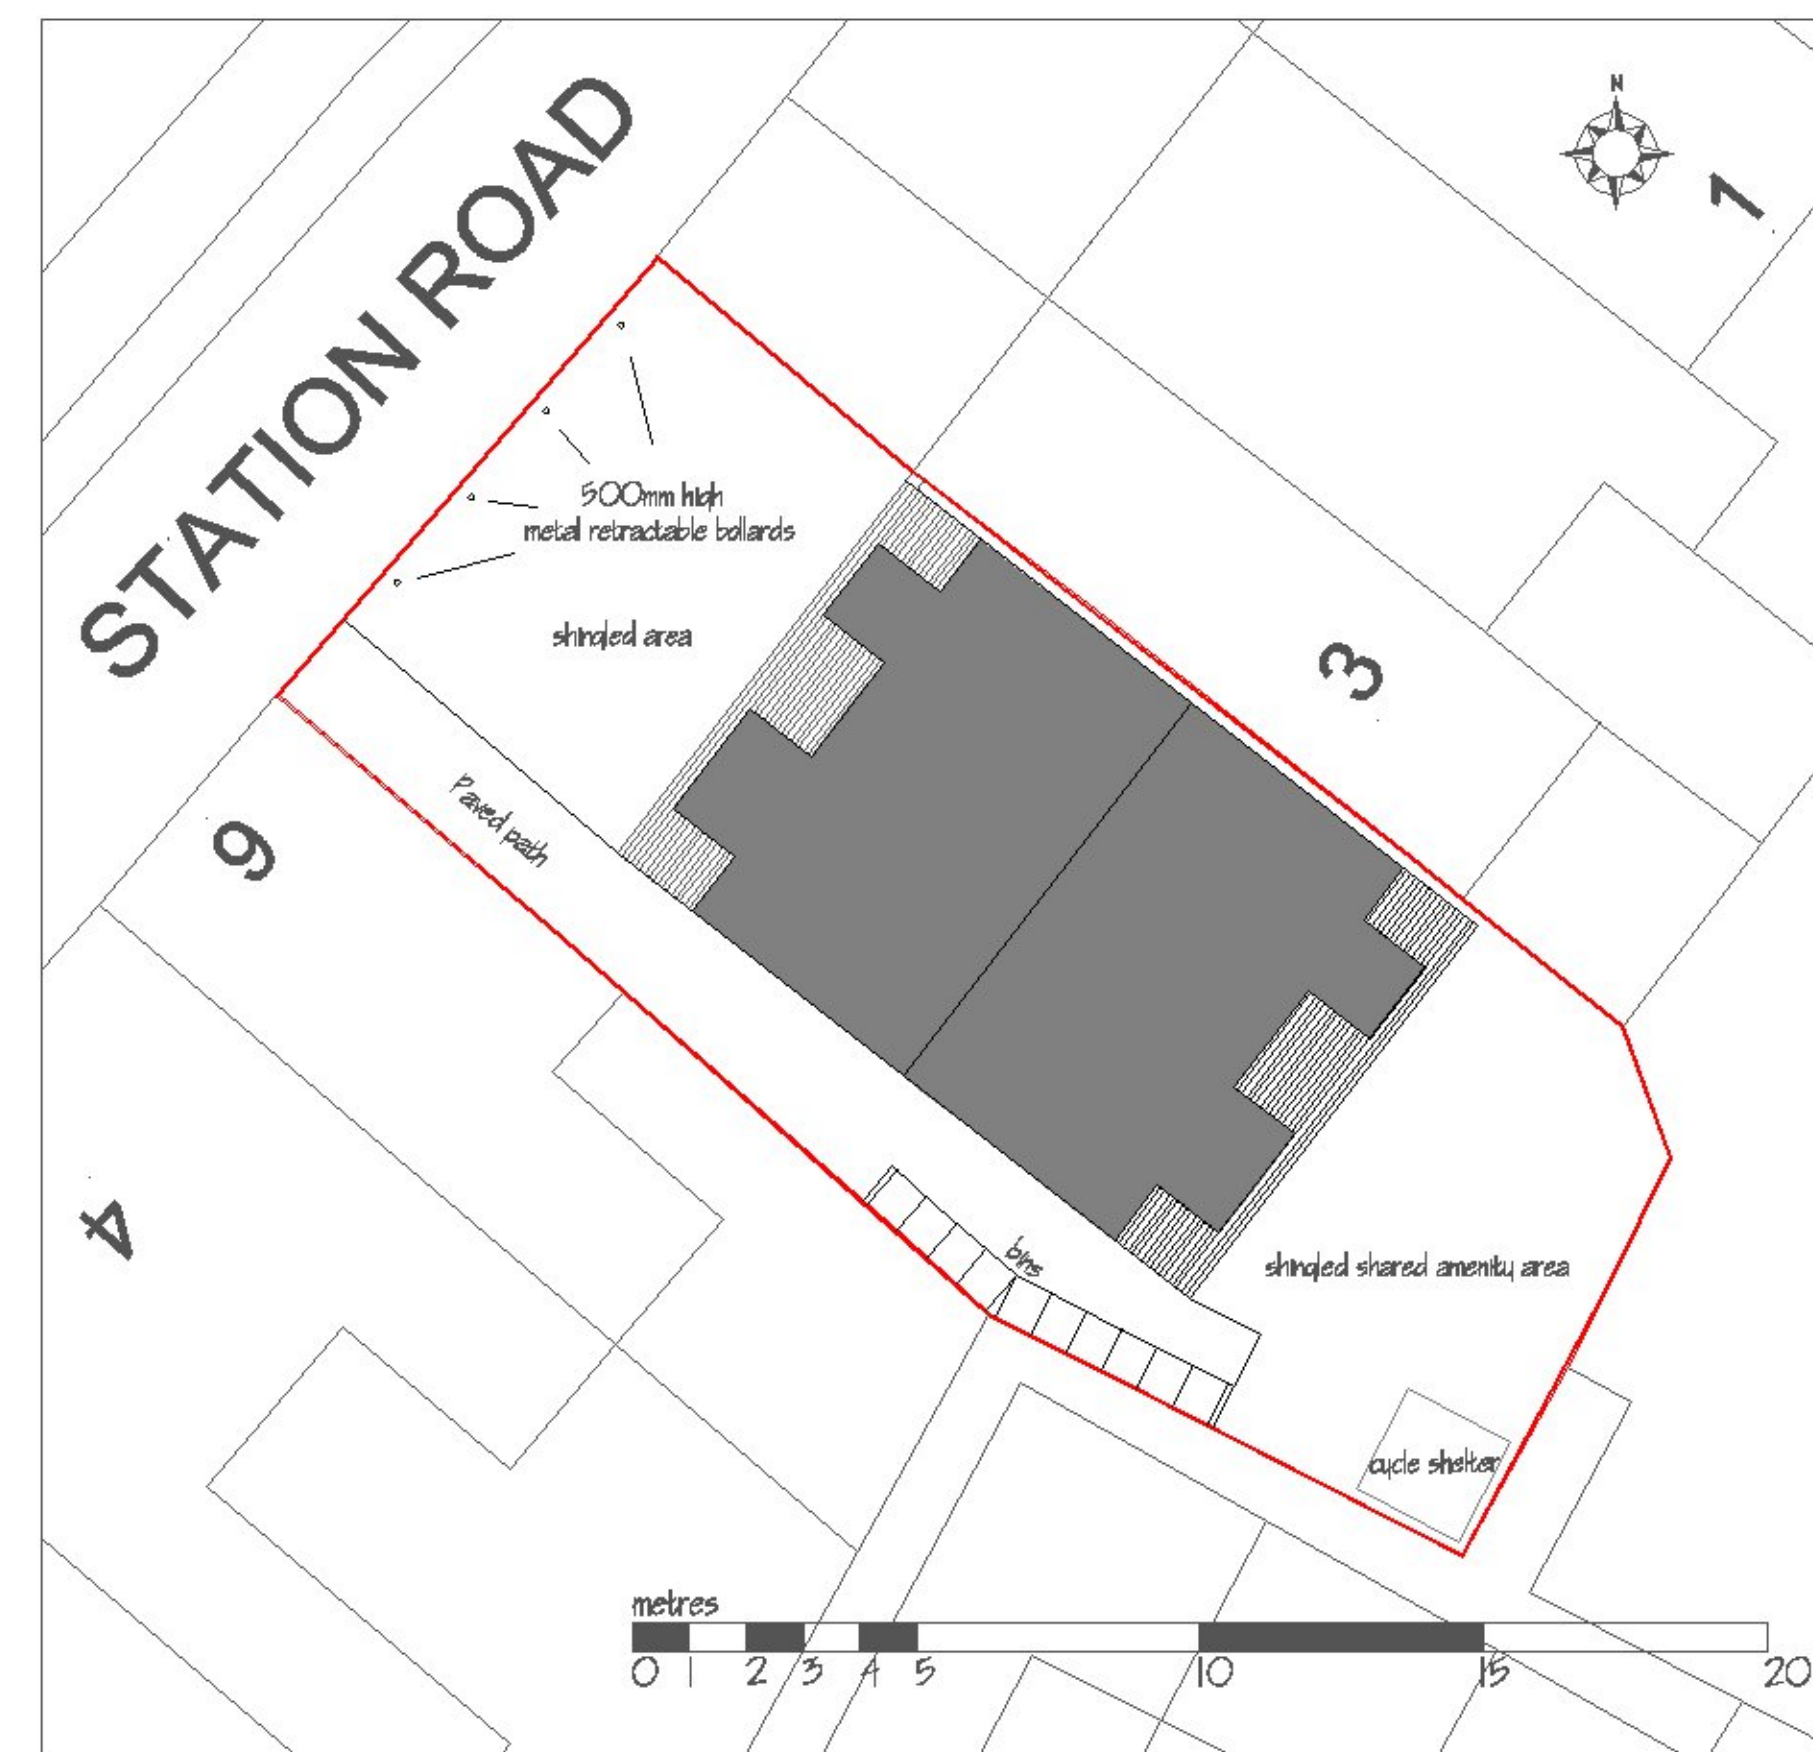 N
1
STATION ROAD
500mm high
metal retractable bollards
shingled area
3
Paved path
6
4
bins
shingled shared amenity area
cycle shelter
metres
0 1 2 3 4 5 10 15 20